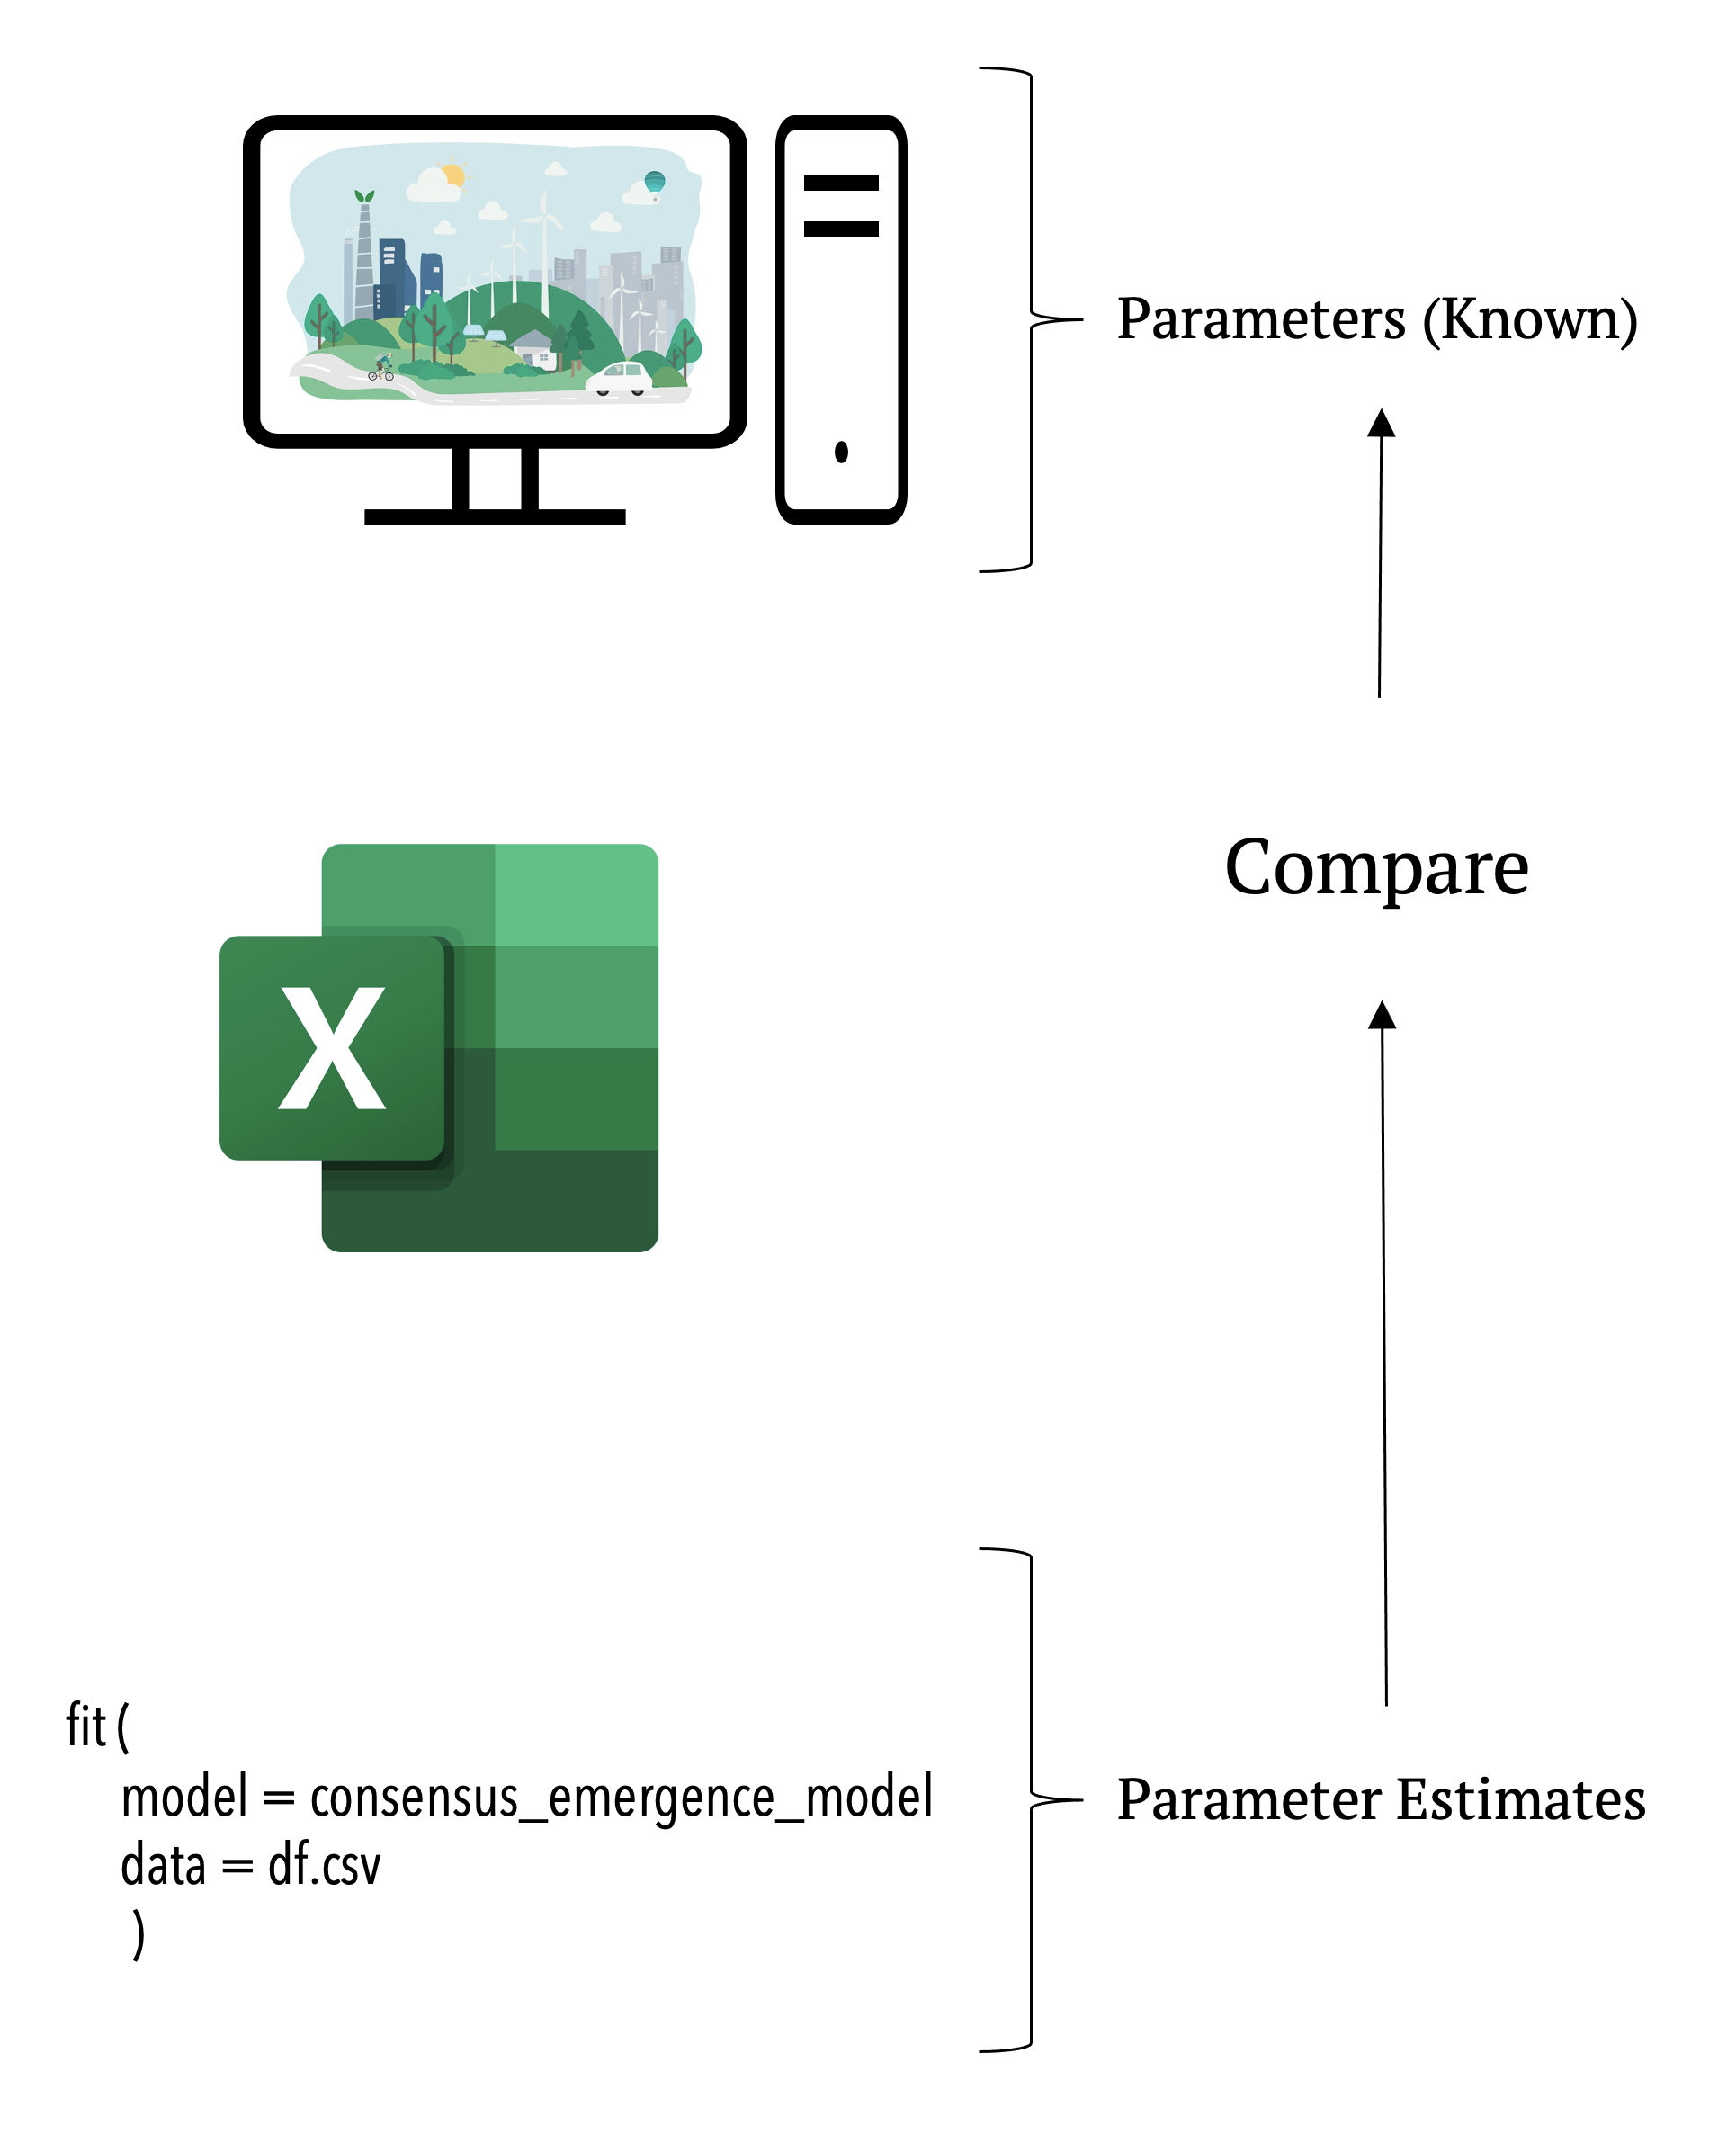 Parameters (Known)
Compare
X
fit (
model = consensus_emergence_model
data = df.csv
)
Parameter Estimates